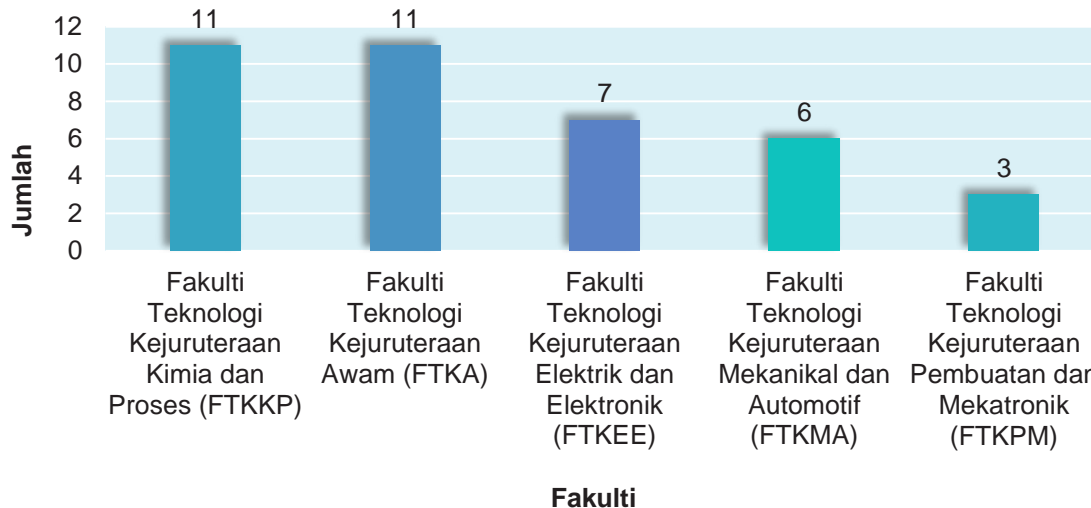 Jumlah
12
10
8
6
4
2
0
11
11
7
6
3
Fakulti
Teknologi
Kejuruteraan
Kimia dan
Proses (FTKKP)
Fakulti
Teknologi
Kejuruteraan
Awam (FTKA)
Fakulti
Teknologi
Kejuruteraan
Elektrik dan
Elektronik
(FTKEE)
Fakulti
Teknologi
Kejuruteraan
Mekanikal dan
Automotif
(FTKMA)
Fakulti
Teknologi
Kejuruteraan
Pembuatan dan
Mekatronik
(FTKPM)
Fakulti